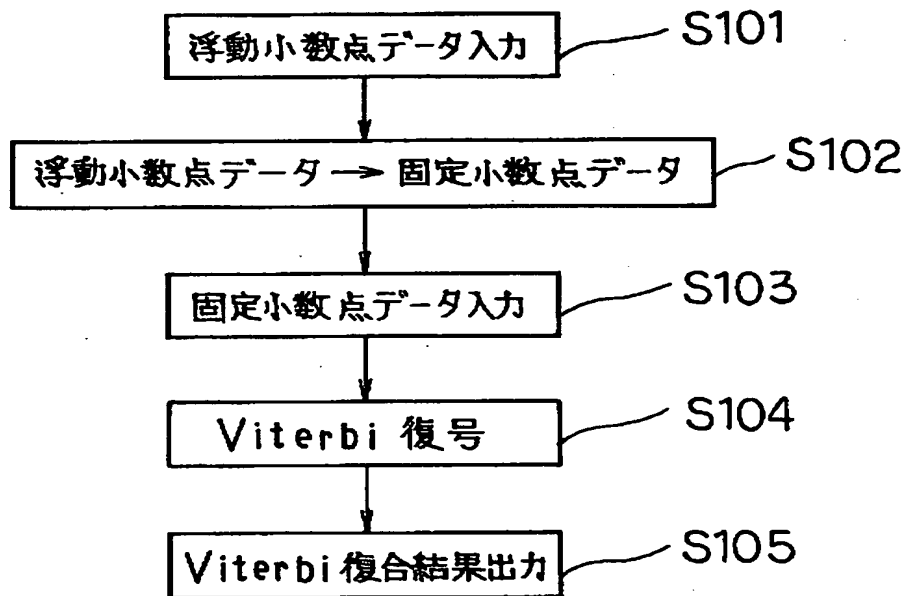 浮動小数点データ入力 S101
浮動小数点データ → 固定小数点データ S102
固定小数点データ入力 S103
Viterbi 復号 S104
Viterbi 復合結果出力 S105